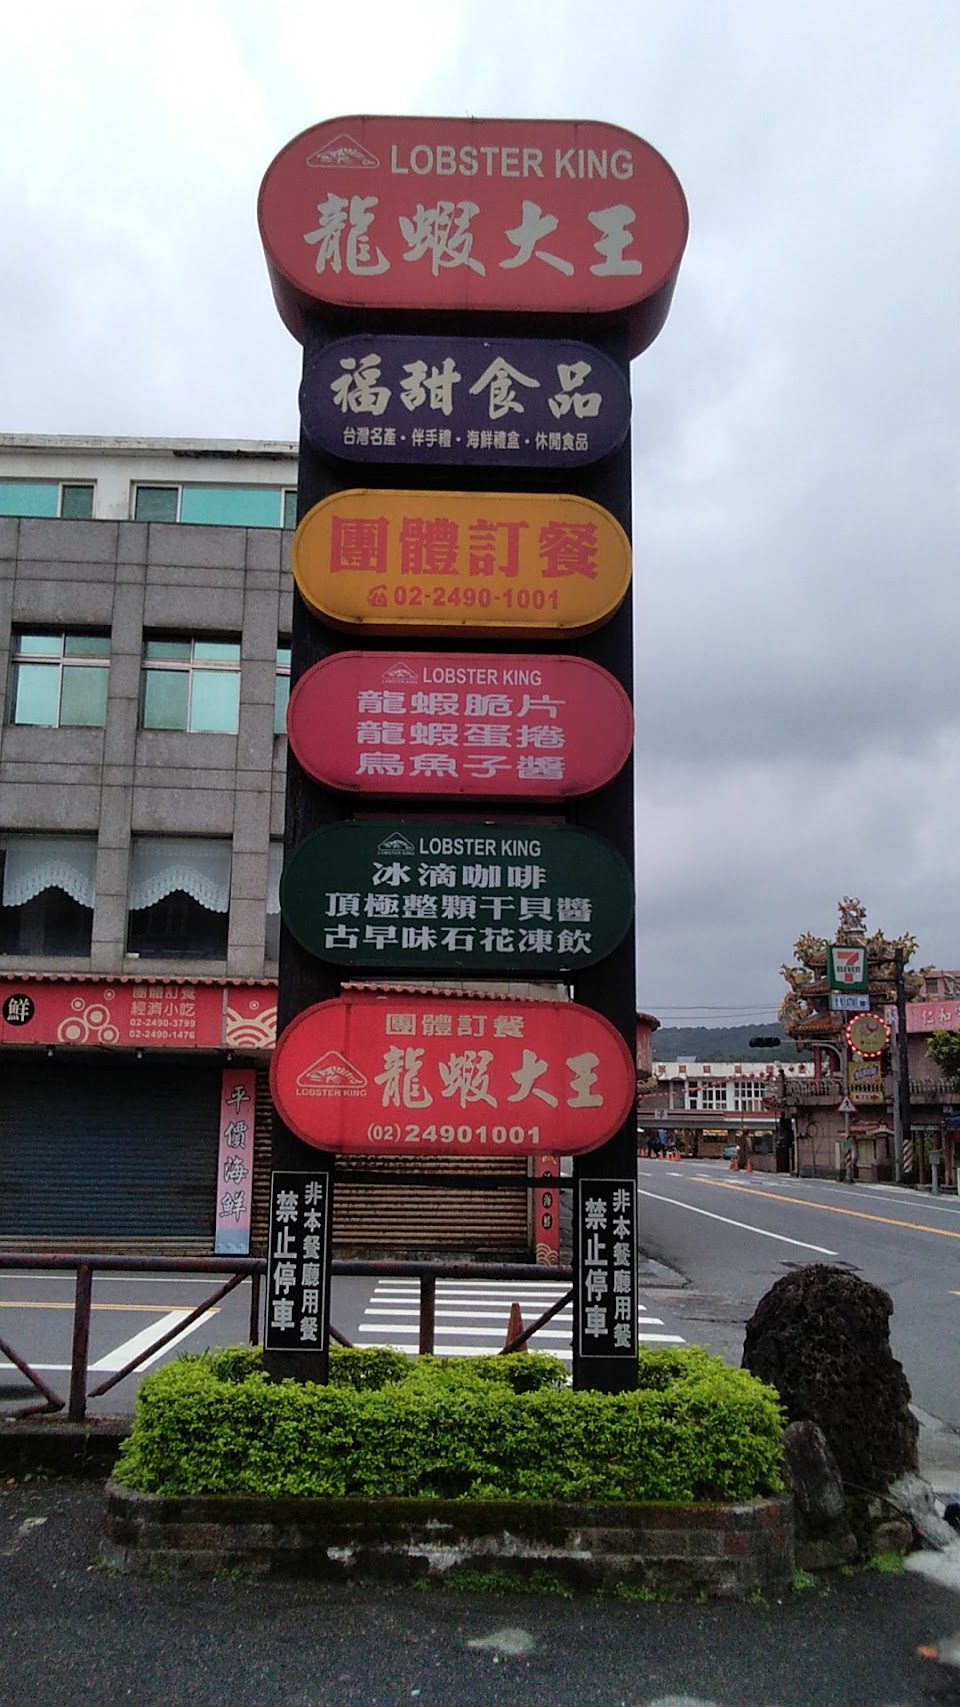 LOBSTER KING
龍蝦大王
福甜食品
台灣名產・伴手禮・海鮮禮盒・休閒食品
團體訂餐
02-2490-1001
LOBSTER KING
龍蝦脆片
龍蝦蛋捲
烏魚子醬
LOBSTER KING
冰滴咖啡
頂極整顆干貝醬
古早味石花凍飲
團體訂餐
龍蝦大王
LOBSTER KING
(02)24901001
非本餐廳用餐
禁止停車
非本餐廳用餐
禁止停車
鮮
團體訂餐
經濟小吃
02-2490-3799
02-2490-1476
平價海鮮
海鮮
7
ELEVEN